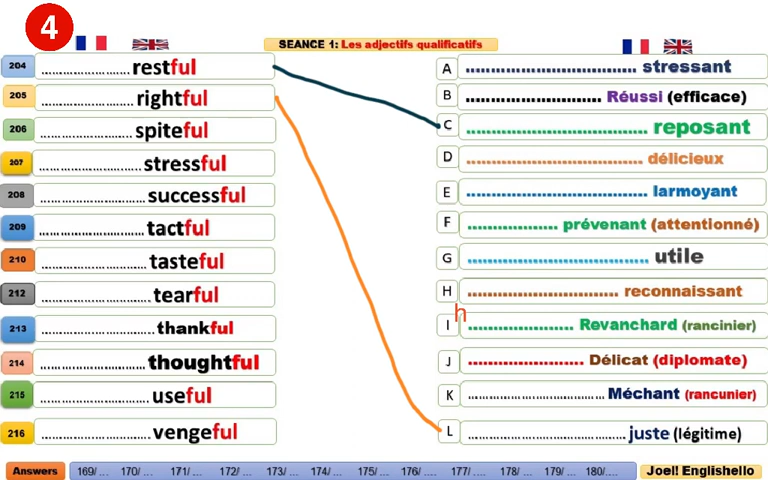 4
SEANCE 1: Les adjectifs qualificatifs
204 ........................ restful
205 ........................ rightful
206 ........................ spiteful
207 ........................ stressful
208 ........................ successful
209 ........................ tactful
210 ........................ tasteful
212 ........................ tearful
213 ........................ thankful
214 ........................ thoughtful
215 ........................ useful
216 ........................ vengeful
A ........................ stressant
B ........................ Réussi (efficace)
C ........................ reposant
D ........................ délicieux
E ........................ larmoyant
F ........................ prévenant (attentionné)
G ........................ utile
H ........................ reconnaissant
h
I ........................ Revanchard (rancinier)
J ........................ Délicat (diplomate)
K ........................ Méchant (rancunier)
L ........................ juste (légitime)
Answers 169/... 170/... 171/... 172/... 173/... 174/... 175/... 176/.... 177/... 178/... 179/... 180/.... Joel! Englishello